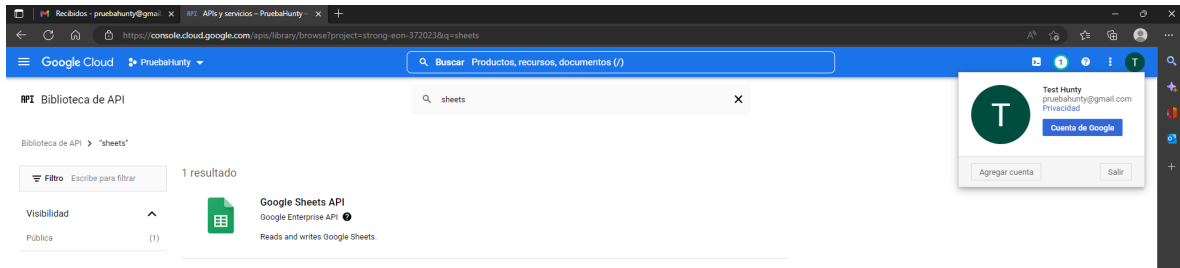 Recibidos - pruebahunty@gmail.
API APIs y servicios – PruebaHunty –
https://console.cloud.google.com/apis/library/browse?project=strong-eon-372023&q=sheets
Google Cloud PruebaHunty
Buscar Productos, recursos, documentos (/)
1
T
API Biblioteca de API
sheets
T
Test Hunty
pruebahunty@gmail.com
Privacidad
Cuenta de Google
Agregar cuenta
Salir
Biblioteca de API > "sheets"
Filtro Escribe para filtrar
1 resultado
Visibilidad
Pública (1)
Google Sheets API
Google Enterprise API
Reads and writes Google Sheets.